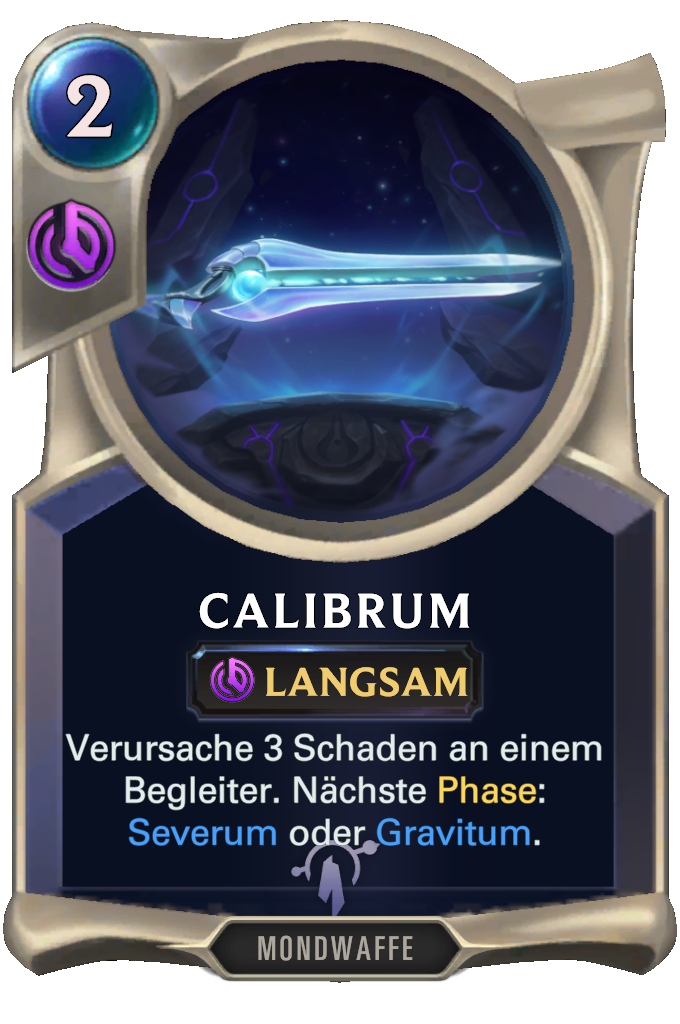 2
CALIBRUM
LANGSAM
Verursache 3 Schaden an einem
Begleiter. Nächste Phase:
Severum oder Gravitum.
MONDWAFFE